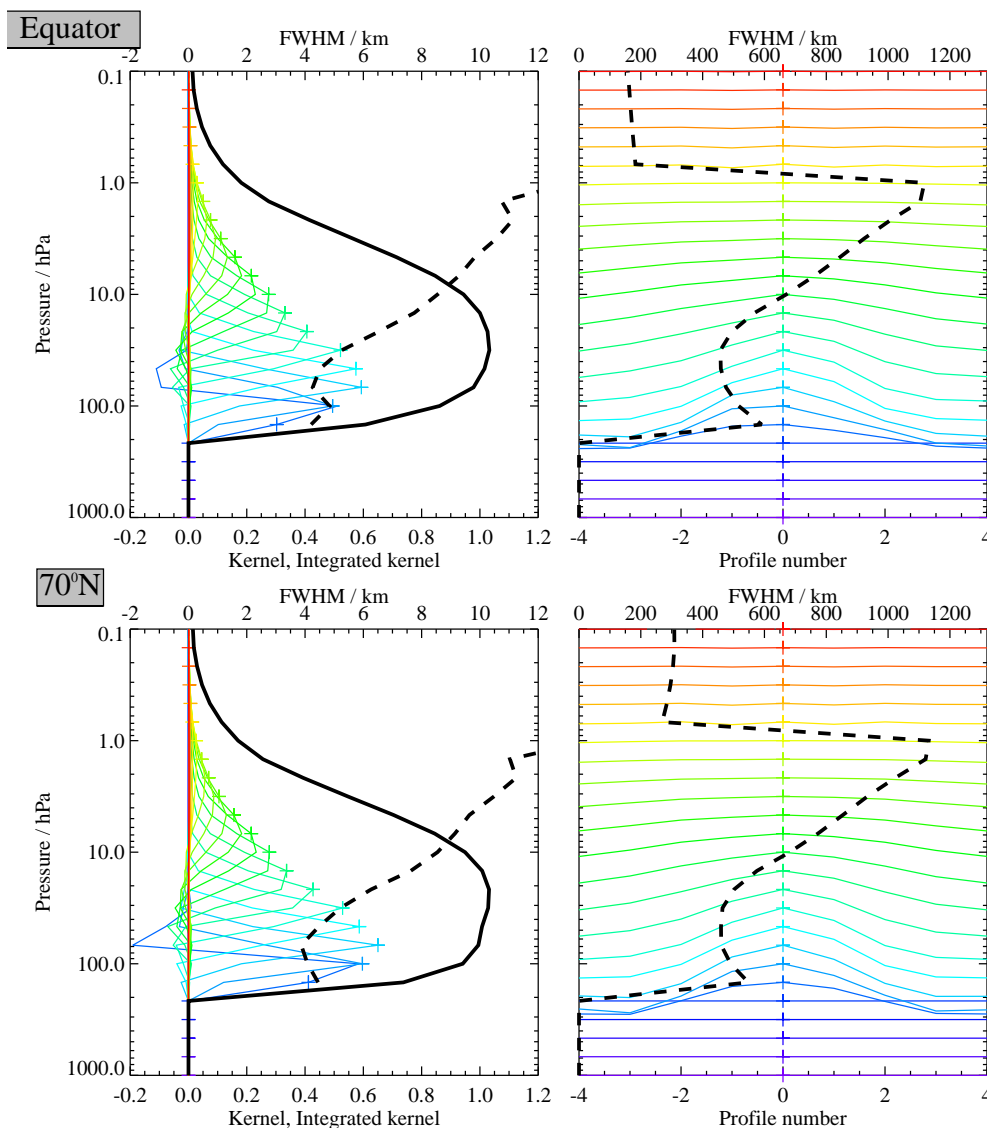 Equator
FWHM / km
FWHM / km
-2 0 2 4 6 8 10 12
0 200 400 600 800 1000 1200
0.1
1.0
10.0
100.0
1000.0
Pressure / hPa
-0.2 0.0 0.2 0.4 0.6 0.8 1.0 1.2
-4 -2 0 2 4
Kernel, Integrated kernel
Profile number
70⁰N
FWHM / km
FWHM / km
-2 0 2 4 6 8 10 12
0 200 400 600 800 1000 1200
0.1
1.0
10.0
100.0
1000.0
Pressure / hPa
-0.2 0.0 0.2 0.4 0.6 0.8 1.0 1.2
-4 -2 0 2 4
Kernel, Integrated kernel
Profile number